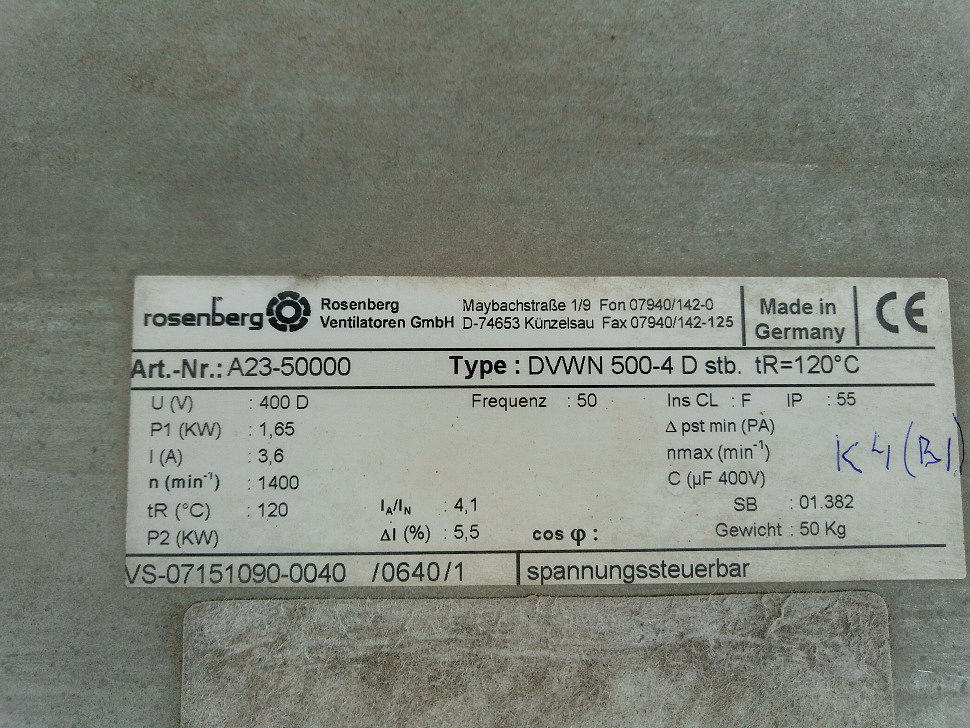 rosenberg
Rosenberg Ventilatoren GmbH
Maybachstraße 1/9 Fon 07940/142-0
D-74653 Künzelsau Fax 07940/142-125
Made in Germany
CE
Art.-Nr.: A23-50000 Type : DVWN 500-4 D stb. tR=120°C
U (V) : 400 D Frequenz : 50 Ins CL : F IP : 55
P1 (KW) : 1,65 Δ pst min (PA)
I (A) : 3,6 nmax (min⁻¹)
n (min⁻¹) : 1400 C (µF 400V)
K4 (B1)
tR (°C) : 120 I_A/I_N : 4,1 SB : 01.382
P2 (KW) ΔI (%) : 5,5 cos φ : Gewicht : 50 Kg
VS-07151090-0040 /0640/1 spannungssteuerbar